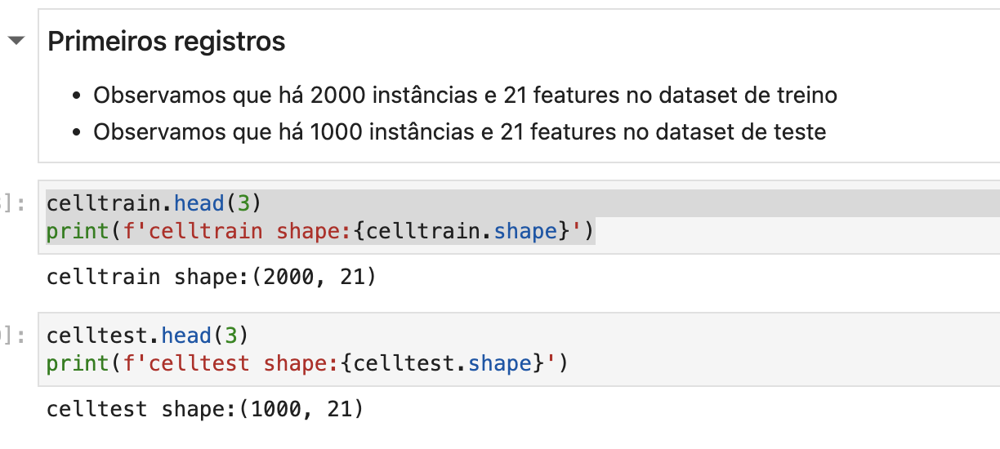 Primeiros registros
• Observamos que há 2000 instâncias e 21 features no dataset de treino
• Observamos que há 1000 instâncias e 21 features no dataset de teste
]: celltrain.head(3)
print(f'celltrain shape:{celltrain.shape}')
celltrain shape:(2000, 21)
]: celltest.head(3)
print(f'celltest shape:{celltest.shape}')
celltest shape:(1000, 21)